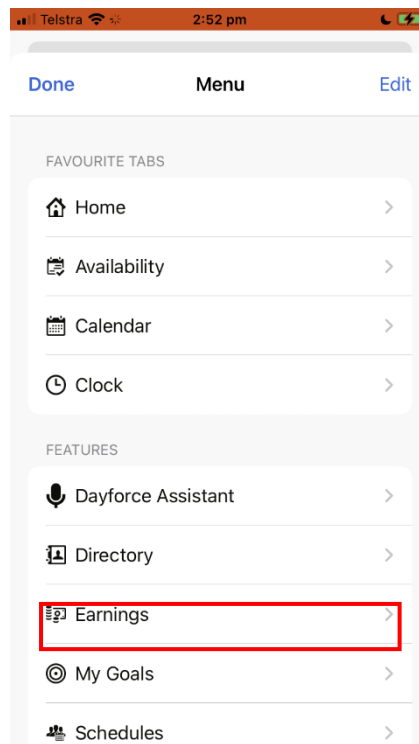 Telstra 2:52 pm
Done Menu Edit
FAVOURITE TABS
Home
Availability
Calendar
Clock
FEATURES
Dayforce Assistant
Directory
Earnings
My Goals
Schedules